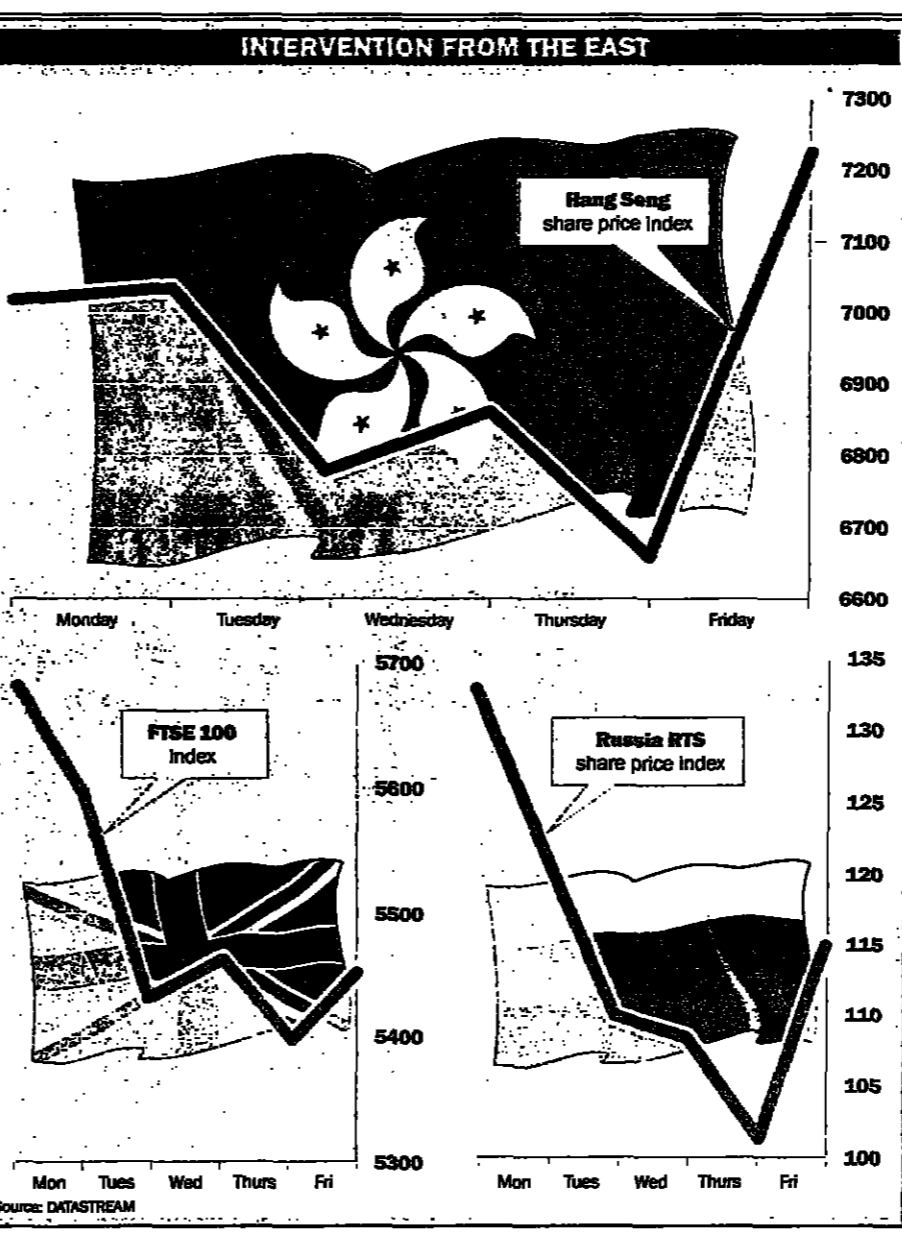 INTERVENTION FROM THE EAST
7300
7200
7100
7000
6900
6800
6700
6600
Hang Seng
share price index
Monday Tuesday Wednesday Thursday Friday
5700
5600
5500
5400
5300
FTSE 100
index
Mon Tues Wed Thurs Fri
135
130
125
120
115
110
105
100
Russia RTS
share price index
Mon Tues Wed Thurs Fri
Source: DATASTREAM